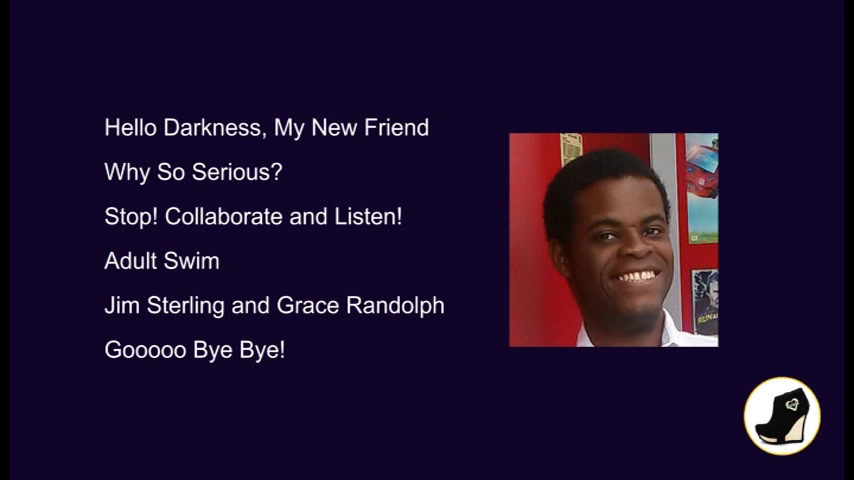 Hello Darkness, My New Friend
Why So Serious?
Stop! Collaborate and Listen!
Adult Swim
Jim Sterling and Grace Randolph
Gooooo Bye Bye!